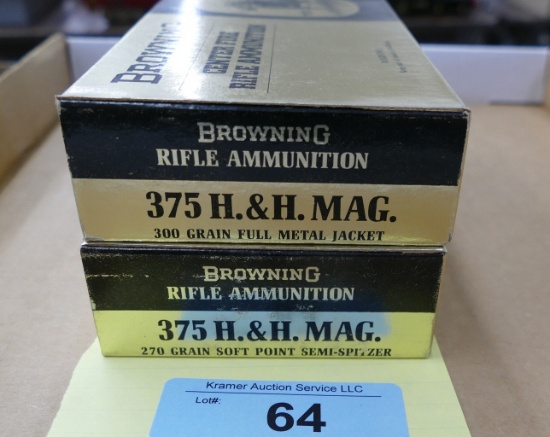 BROWNING
CENTER FIRE
RIFLE AMMUNITION
BROWNING
RIFLE AMMUNITION
375 H.&H. MAG.
300 GRAIN FULL METAL JACKET
BROWNING
RIFLE AMMUNITION
375 H.&H. MAG.
270 GRAIN SOFT POINT SEMI-SPITZER
Kramer Auction Service LLC
Lot#:
64